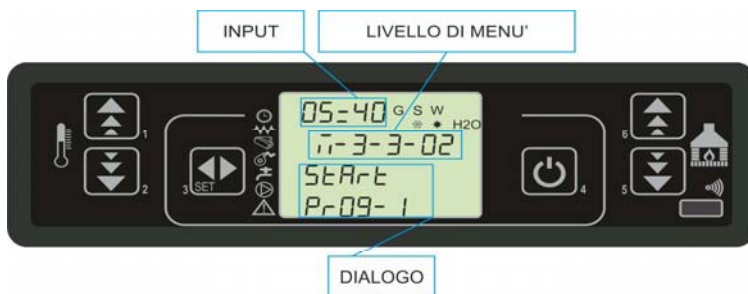 INPUT
LIVELLO DI MENU'
05:40 G S W
H2O
n-3-3-02
StArt
Pr09-1
DIALOGO
1
2
3 SET
4
6
5